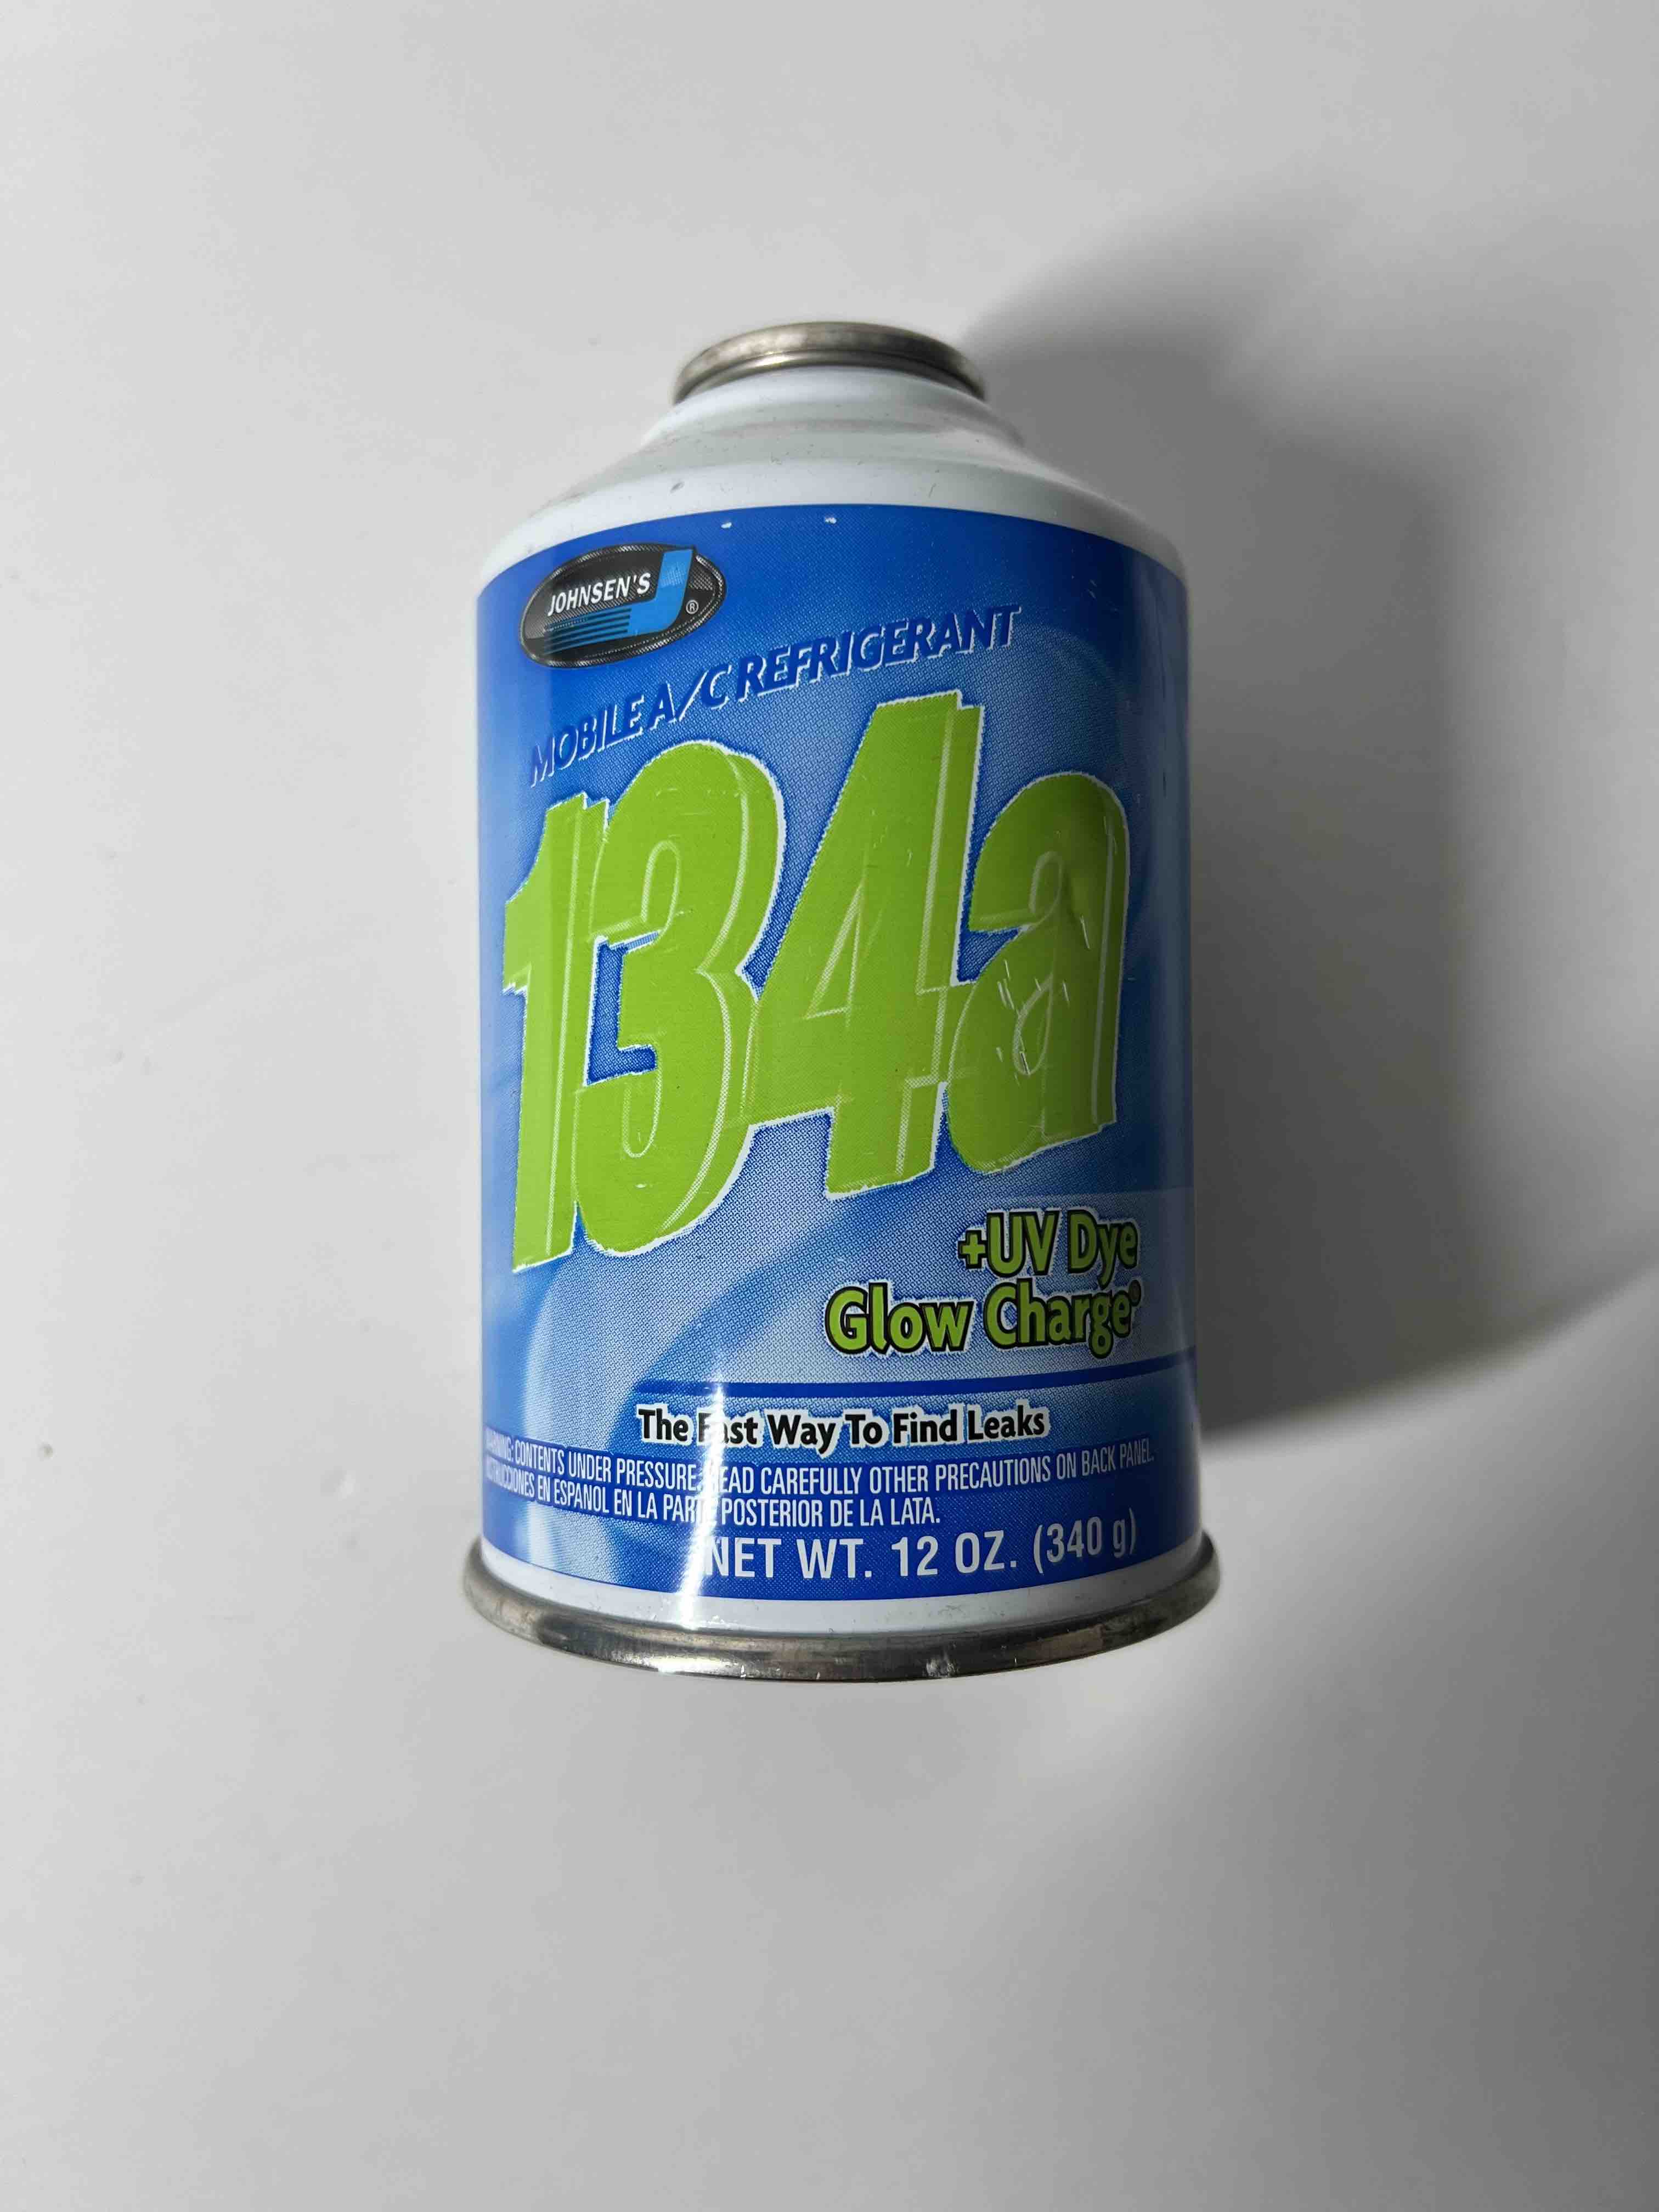 JOHNSEN'S
®
MOBILE A/C REFRIGERANT
134a
+UV Dye
Glow Charge®
The Fast Way To Find Leaks
WARNING: CONTENTS UNDER PRESSURE. READ CAREFULLY OTHER PRECAUTIONS ON BACK PANEL.
INSTRUCCIONES EN ESPANOL EN LA PARTE POSTERIOR DE LA LATA.
NET WT. 12 OZ. (340 g)